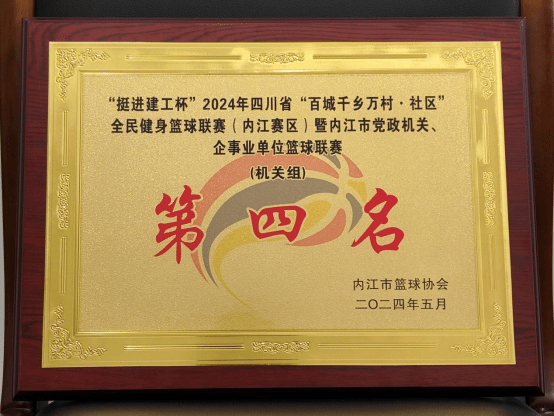 “挺进建工杯”2024年四川省“百城千乡万村·社区”
全民健身篮球联赛（内江赛区）暨内江市党政机关、
企事业单位篮球联赛
(机关组)
第四名
内江市篮球协会
二〇二四年五月